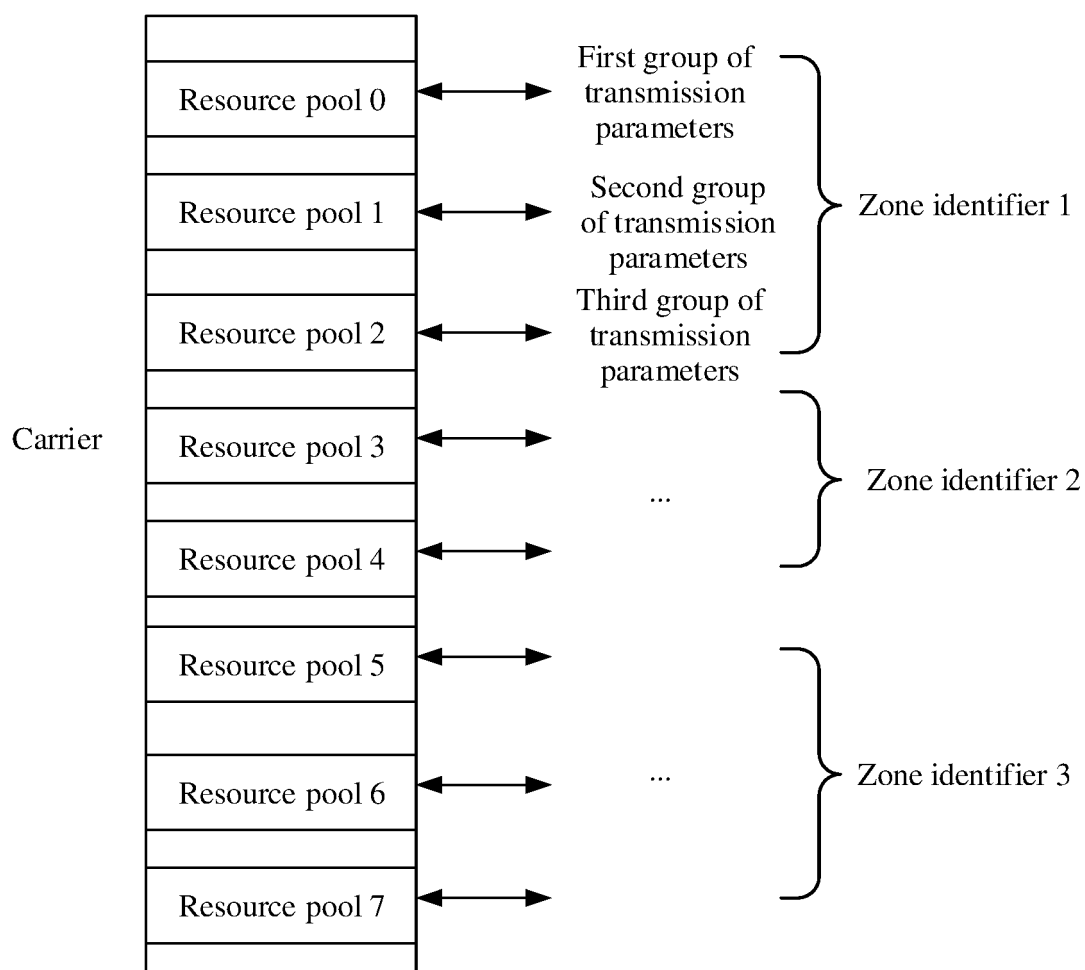 Carrier
Resource pool 0
Resource pool 1
Resource pool 2
Resource pool 3
Resource pool 4
Resource pool 5
Resource pool 6
Resource pool 7
First group of
transmission
parameters
Second group
of transmission
parameters
Third group of
transmission
parameters
...
...
Zone identifier 1
Zone identifier 2
Zone identifier 3